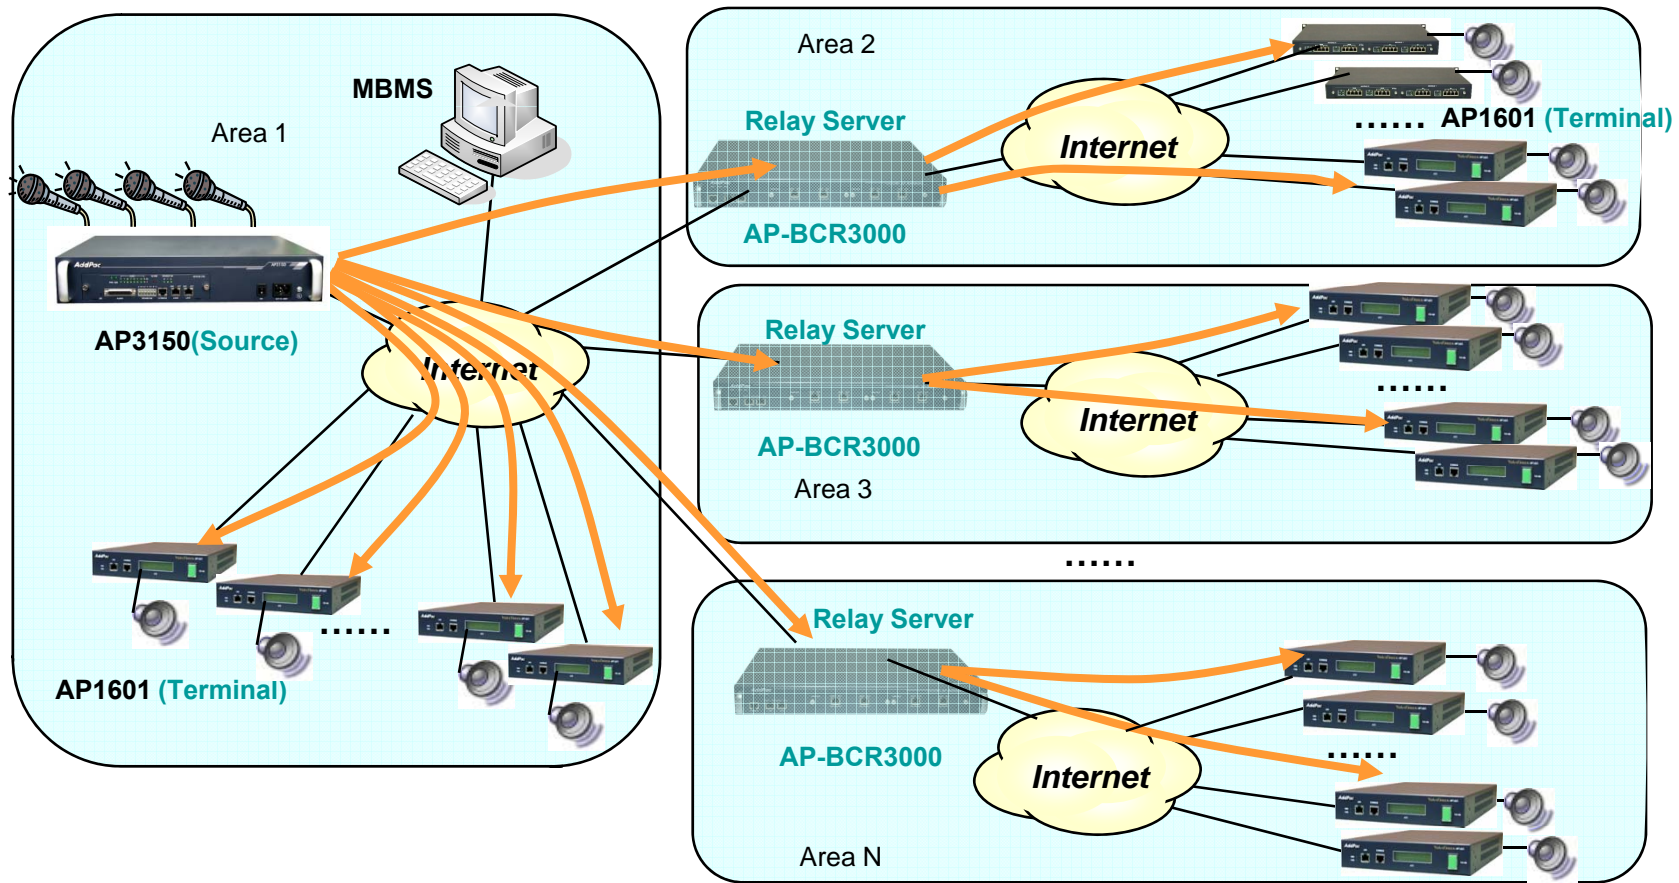 Area 1
MBMS
AddPac
AP3150(Source)
Internet
AP1601 (Terminal)
......
Area 2
Relay Server
AP-BCR3000
Internet
...... AP1601 (Terminal)
Relay Server
AP-BCR3000
Area 3
Internet
......
......
Relay Server
AP-BCR3000
Area N
Internet
......